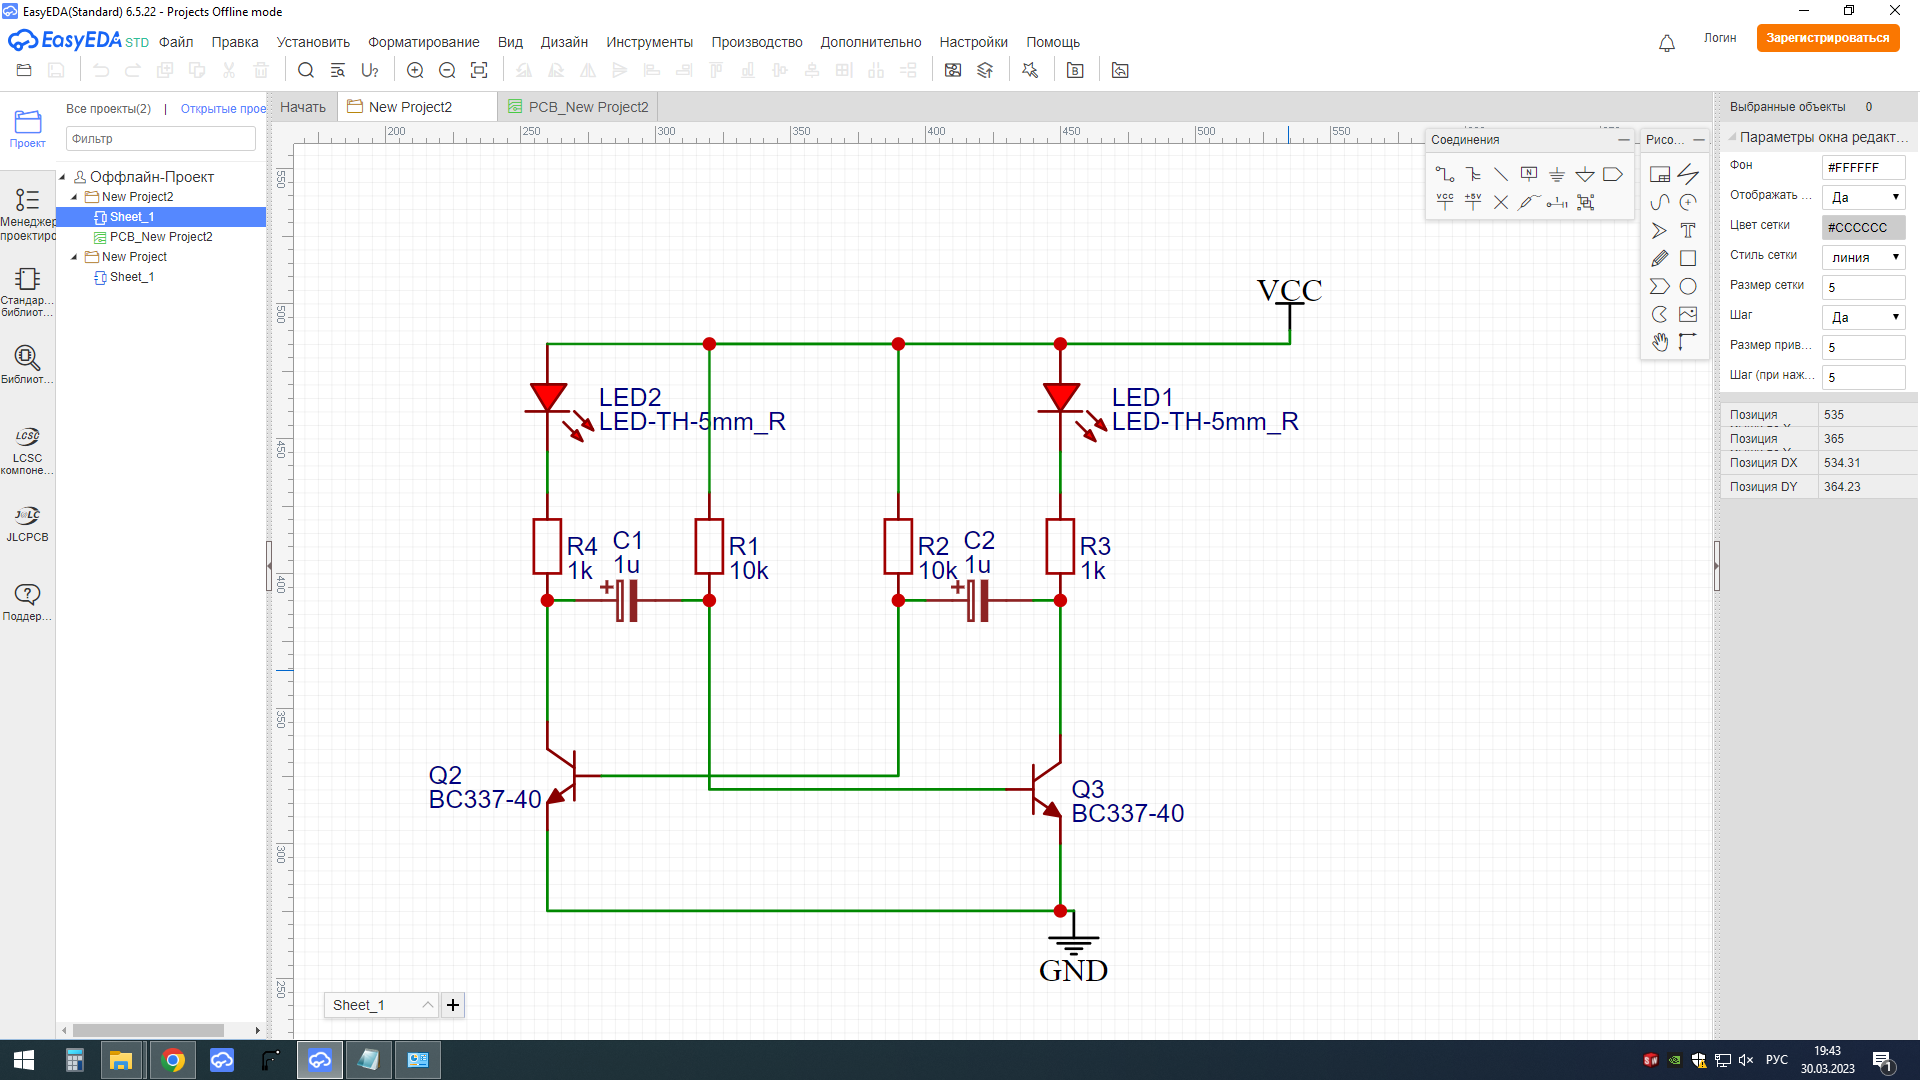 EasyEDA(Standard) 6.5.22 - Projects Offline mode
EasyEDA STD Файл Правка Установить Форматирование Вид Дизайн Инструменты Производство Дополнительно Настройки Помощь Логин Зарегистрироваться
Все проекты(2) | Открытые прое
Начать New Project2 PCB_New Project2
Выбранные объекты 0
Фильтр
Проект
Менеджер проектирс
Стандар... библиот...
Библиот...
LCSC
LCSC компоне...
JLCPCB
Поддер...
Оффлайн-Проект
New Project2
Sheet_1
PCB_New Project2
New Project
Sheet_1
200 250 300 350 400 450 500 550
550
500
450
400
350
300
250
Соединения
N
VCC +5V
Рисо...
T
Параметры окна редакт...
Фон #FFFFFF
Отображать ... Да
Цвет сетки #CCCCCC
Стиль сетки линия
Размер сетки 5
Шаг Да
Размер прив... 5
Шаг (при наж... 5
Позиция 535
Позиция 365
Позиция DX 534.31
Позиция DY 364.23
VCC
LED2
LED-TH-5mm_R
LED1
LED-TH-5mm_R
R4
1k
C1
1u
R1
10k
R2
10k
C2
1u
R3
1k
Q2
BC337-40
Q3
BC337-40
GND
Sheet_1 +
РУС
19:43
30.03.2023
1